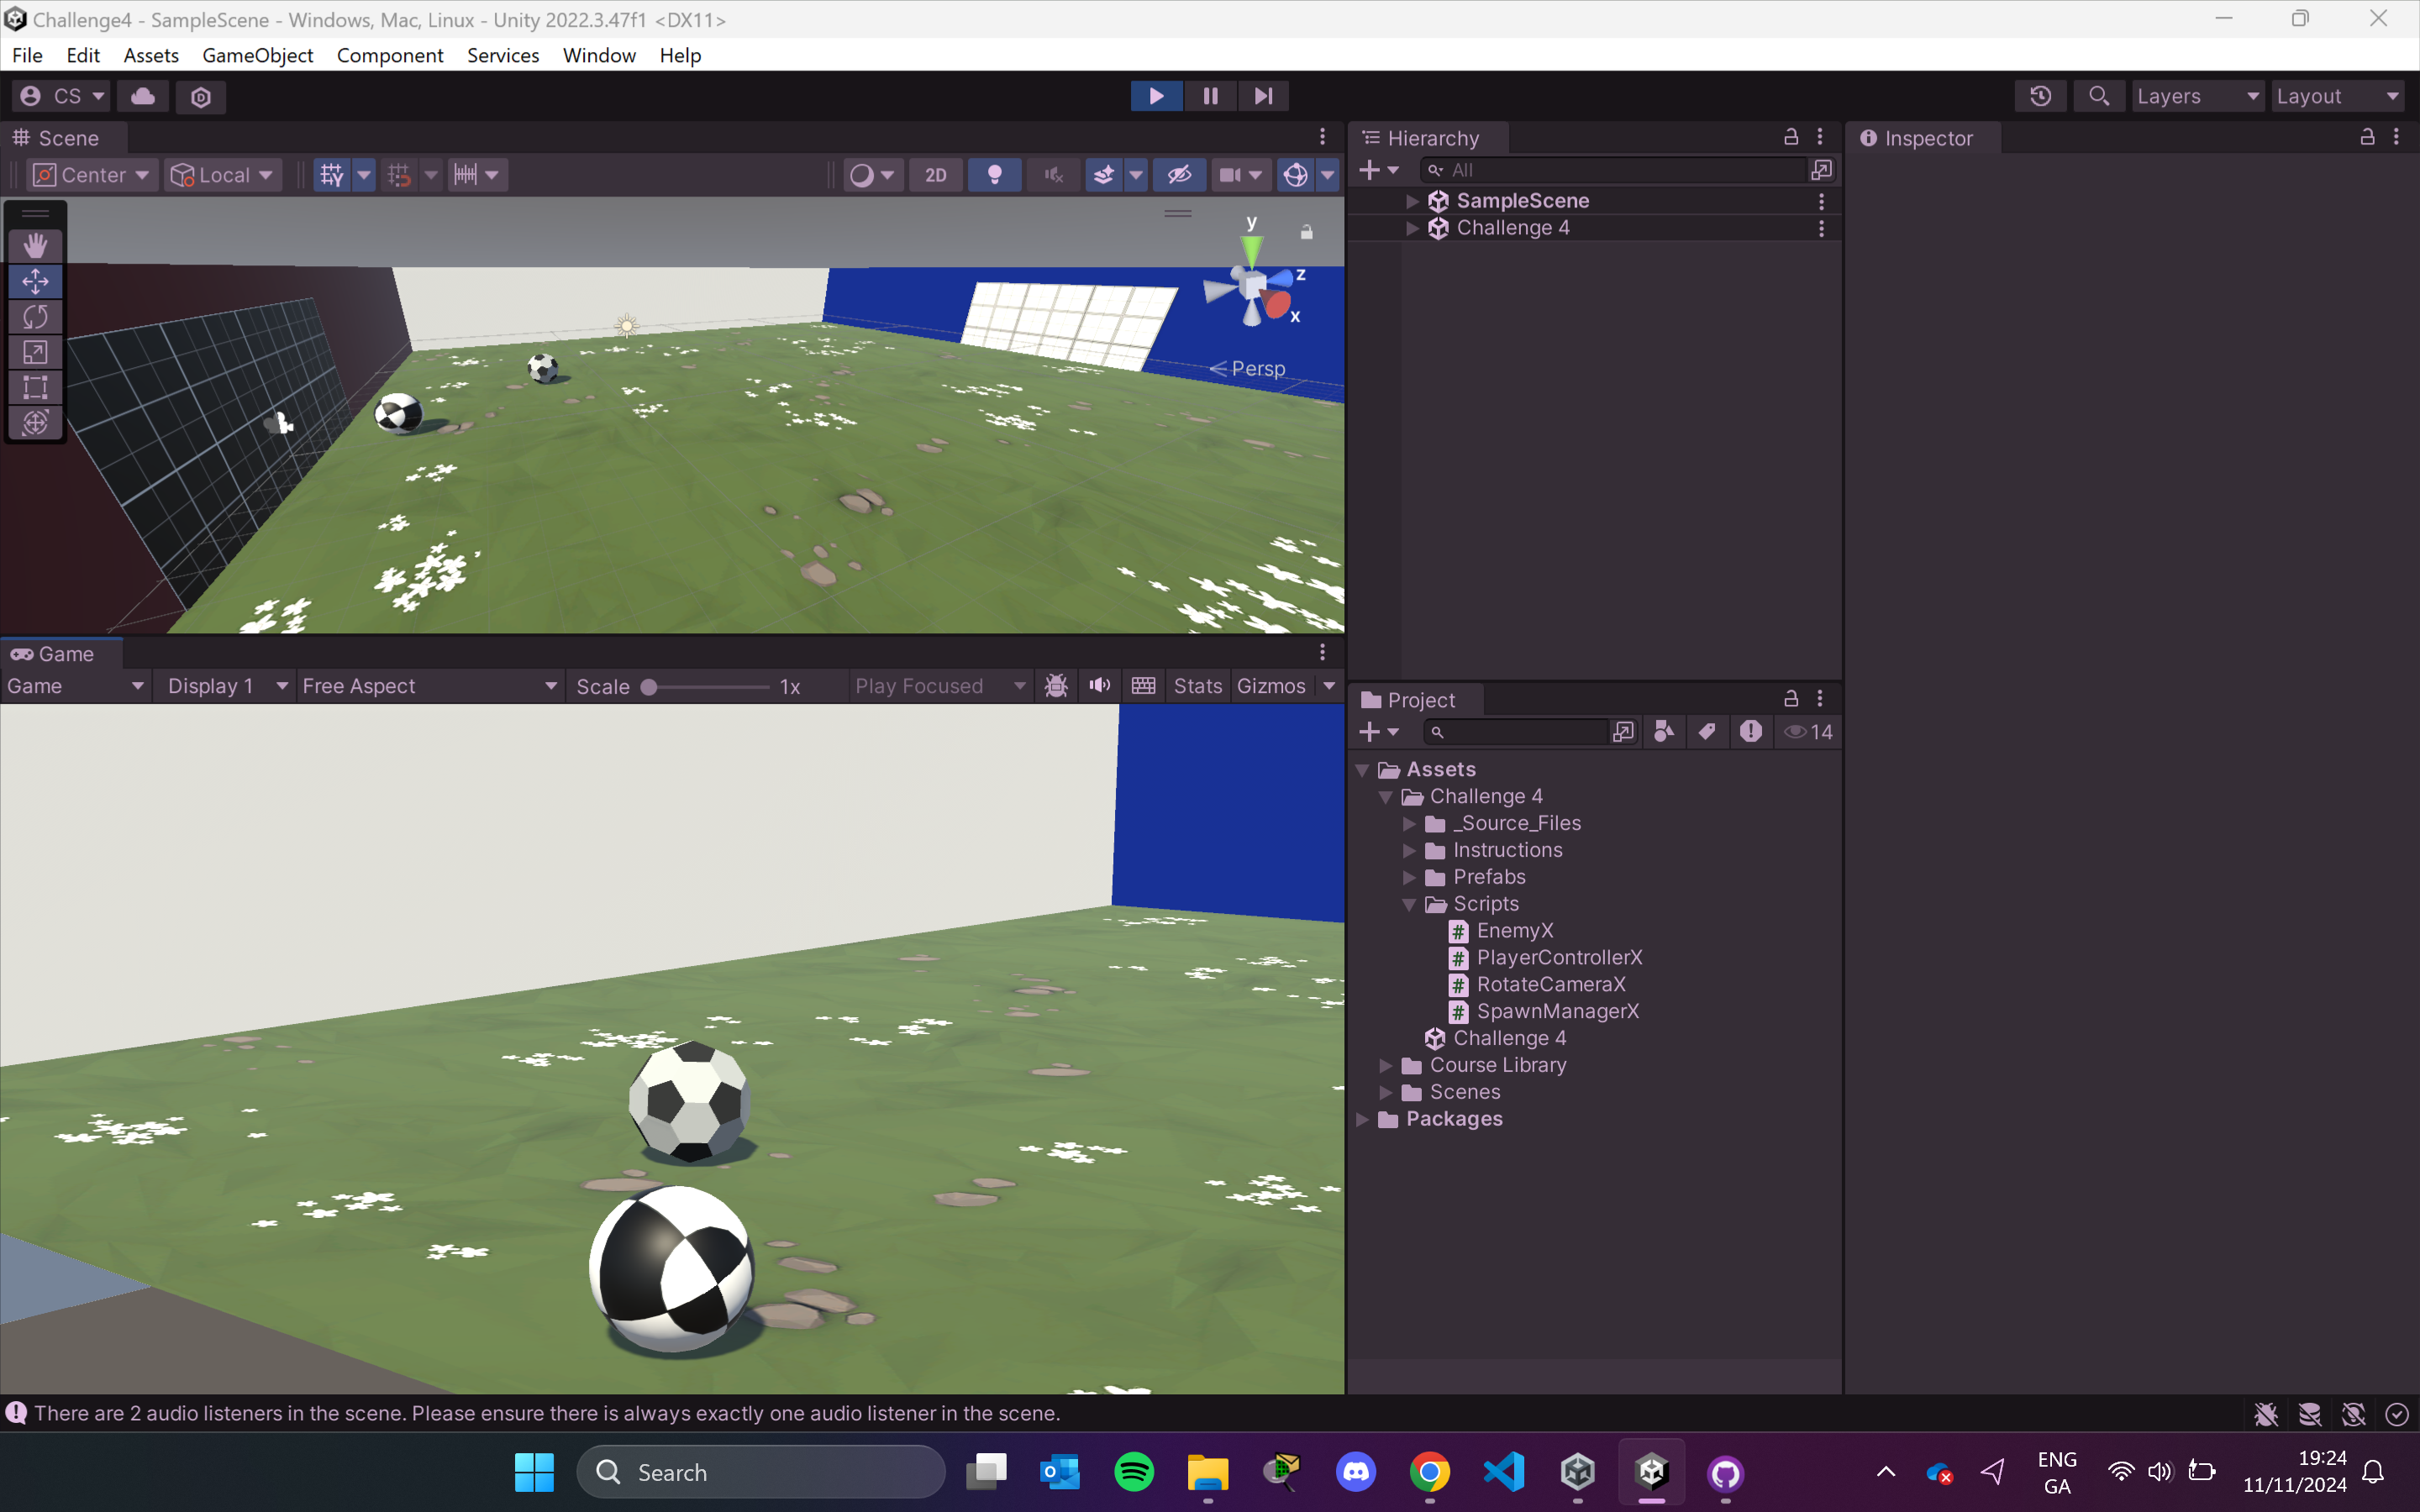 Challenge4 - SampleScene - Windows, Mac, Linux - Unity 2022.3.47f1 <DX11>
File Edit Assets GameObject Component Services Window Help
CS Layers Layout
Scene
Center Local 2D
y
z
x
Persp
Hierarchy
All
SampleScene
Challenge 4
Inspector
Game
Game Display 1 Free Aspect Scale 1x Play Focused Stats Gizmos
Project
14
Assets
Challenge 4
_Source_Files
Instructions
Prefabs
Scripts
EnemyX
PlayerControllerX
RotateCameraX
SpawnManagerX
Challenge 4
Course Library
Scenes
Packages
There are 2 audio listeners in the scene. Please ensure there is always exactly one audio listener in the scene.
Search
ENG
GA
19:24
11/11/2024